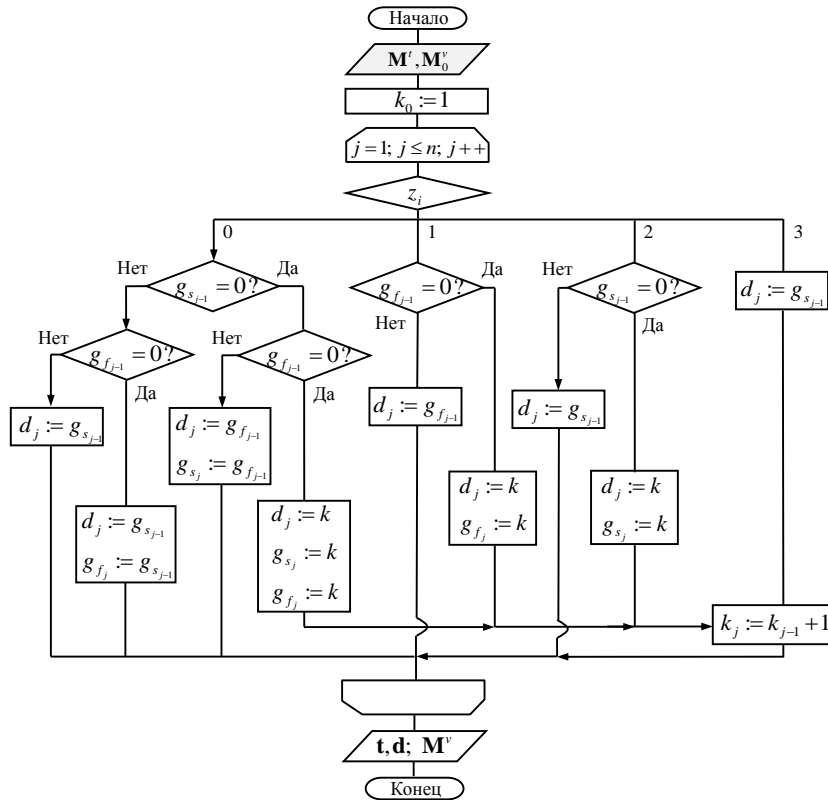 Начало
M^t, M_0^v
k_0 := 1
j = 1; j ≤ n; j ++
z_i
0
1
2
3
Нет
g_{s_{j-1}} = 0?
Да
g_{f_{j-1}} = 0?
Да
Нет
Нет
g_{s_{j-1}} = 0?
Да
d_j := g_{s_{j-1}}
Нет
g_{f_{j-1}} = 0?
Да
Нет
g_{f_{j-1}} = 0?
Да
d_j := g_{s_{j-1}}
d_j := g_{f_{j-1}}
g_{s_j} := g_{f_{j-1}}
d_j := g_{f_{j-1}}
d_j := g_{s_{j-1}}
d_j := g_{s_{j-1}}
g_{f_j} := g_{s_{j-1}}
d_j := k
g_{s_j} := k
g_{f_j} := k
d_j := k
g_{f_j} := k
d_j := k
g_{s_j} := k
k_j := k_{j-1} + 1
t, d; M^v
Конец